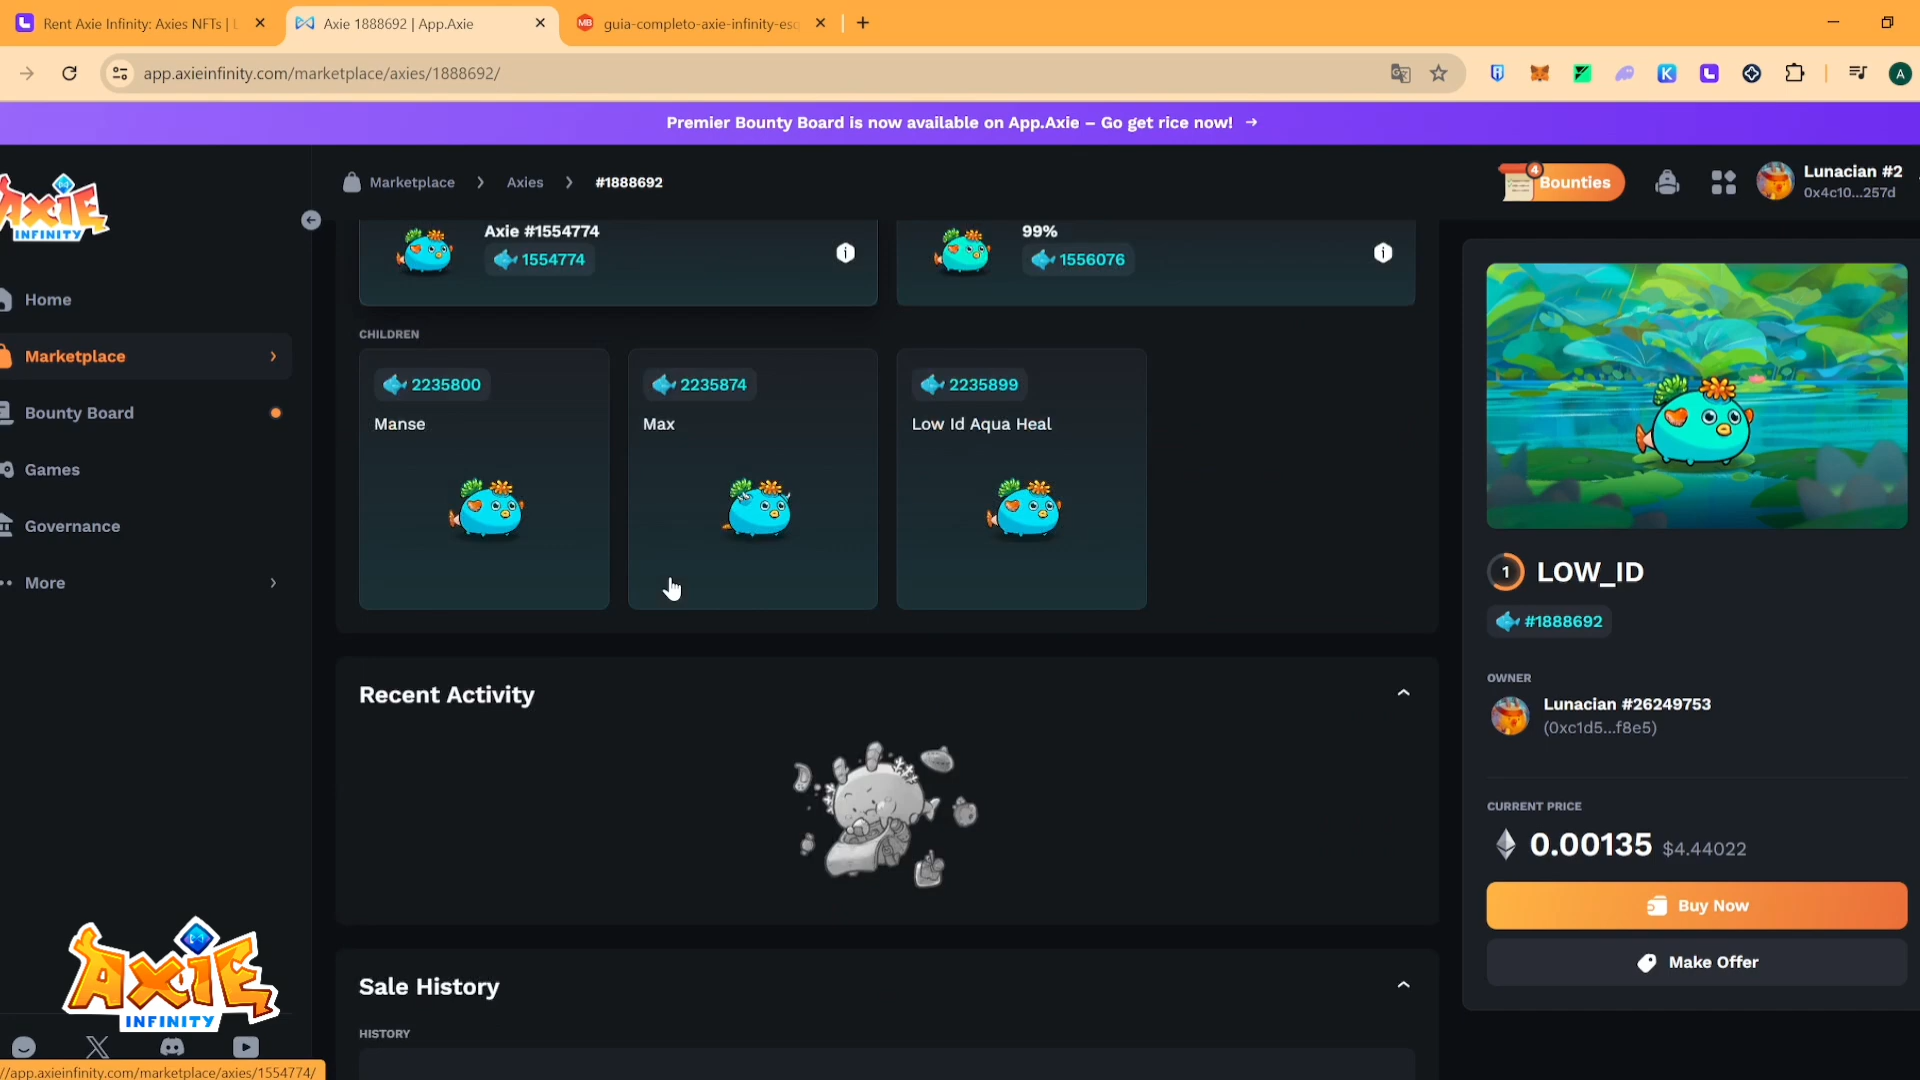 Rent Axie Infinity: Axies NFTs |
Axie 1888692 | App.Axie
guia-completo-axie-infinity-esc
app.axieinfinity.com/marketplace/axies/1888692/
A
Premier Bounty Board is now available on App.Axie – Go get rice now! →
AXIE
INFINITY
Marketplace > Axies > #1888692
4
Bounties
Lunacian #2
0x4c10...257d
Home
Marketplace
Bounty Board
Games
Governance
More
Axie #1554774
1554774
99%
1556076
CHILDREN
2235800
Manse
2235874
Max
2235899
Low Id Aqua Heal
Recent Activity
Sale History
HISTORY
1 LOW_ID
#1888692
OWNER
Lunacian #26249753
(0xc1d5...f8e5)
CURRENT PRICE
0.00135 $4.44022
Buy Now
Make Offer
AXIE
INFINITY
//app.axieinfinity.com/marketplace/axies/1554774/